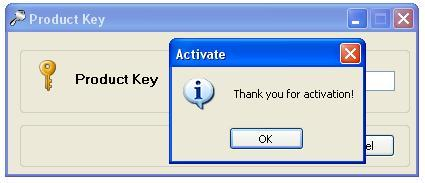 Product Key
Activate
Product Key
Thank you for activation!
OK